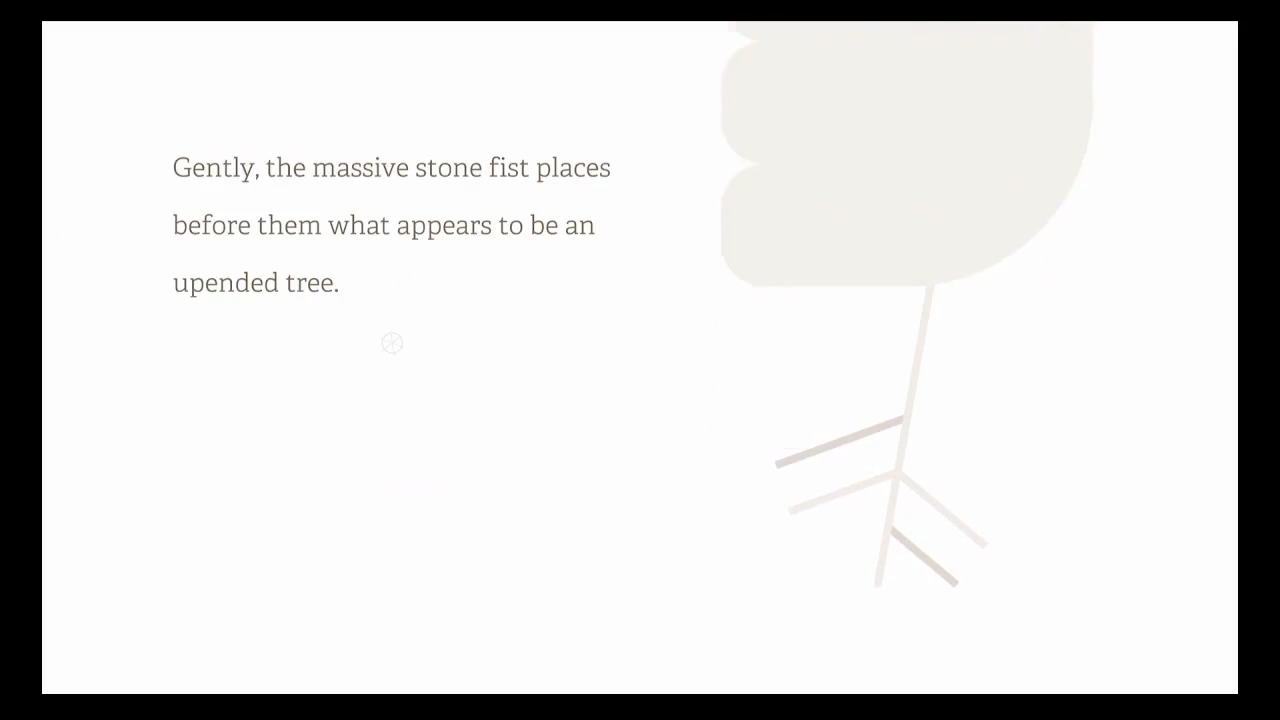 Gently, the massive stone fist places
before them what appears to be an
upended tree.